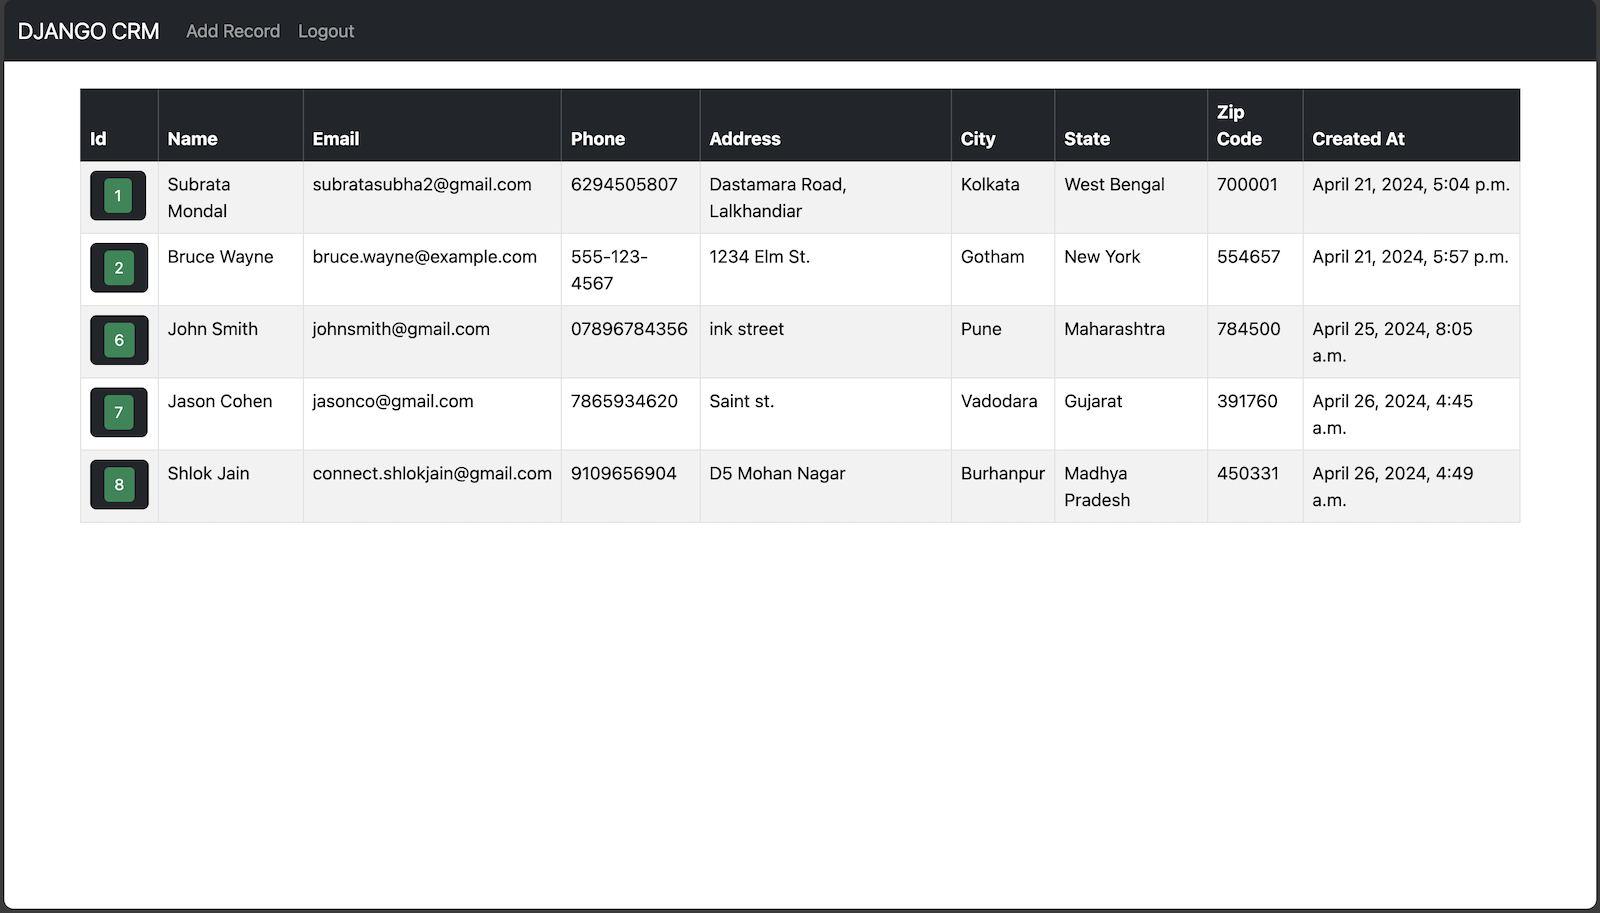 DJANGO CRM Add Record Logout
Id Name Email Phone Address City State Zip Code Created At
1 Subrata Mondal subratasubha2@gmail.com 6294505807 Dastamara Road, Lalkhandiar Kolkata West Bengal 700001 April 21, 2024, 5:04 p.m.
2 Bruce Wayne bruce.wayne@example.com 555-123-4567 1234 Elm St. Gotham New York 554657 April 21, 2024, 5:57 p.m.
6 John Smith johnsmith@gmail.com 07896784356 ink street Pune Maharashtra 784500 April 25, 2024, 8:05 a.m.
7 Jason Cohen jasonco@gmail.com 7865934620 Saint st. Vadodara Gujarat 391760 April 26, 2024, 4:45 a.m.
8 Shlok Jain connect.shlokjain@gmail.com 9109656904 D5 Mohan Nagar Burhanpur Madhya Pradesh 450331 April 26, 2024, 4:49 a.m.